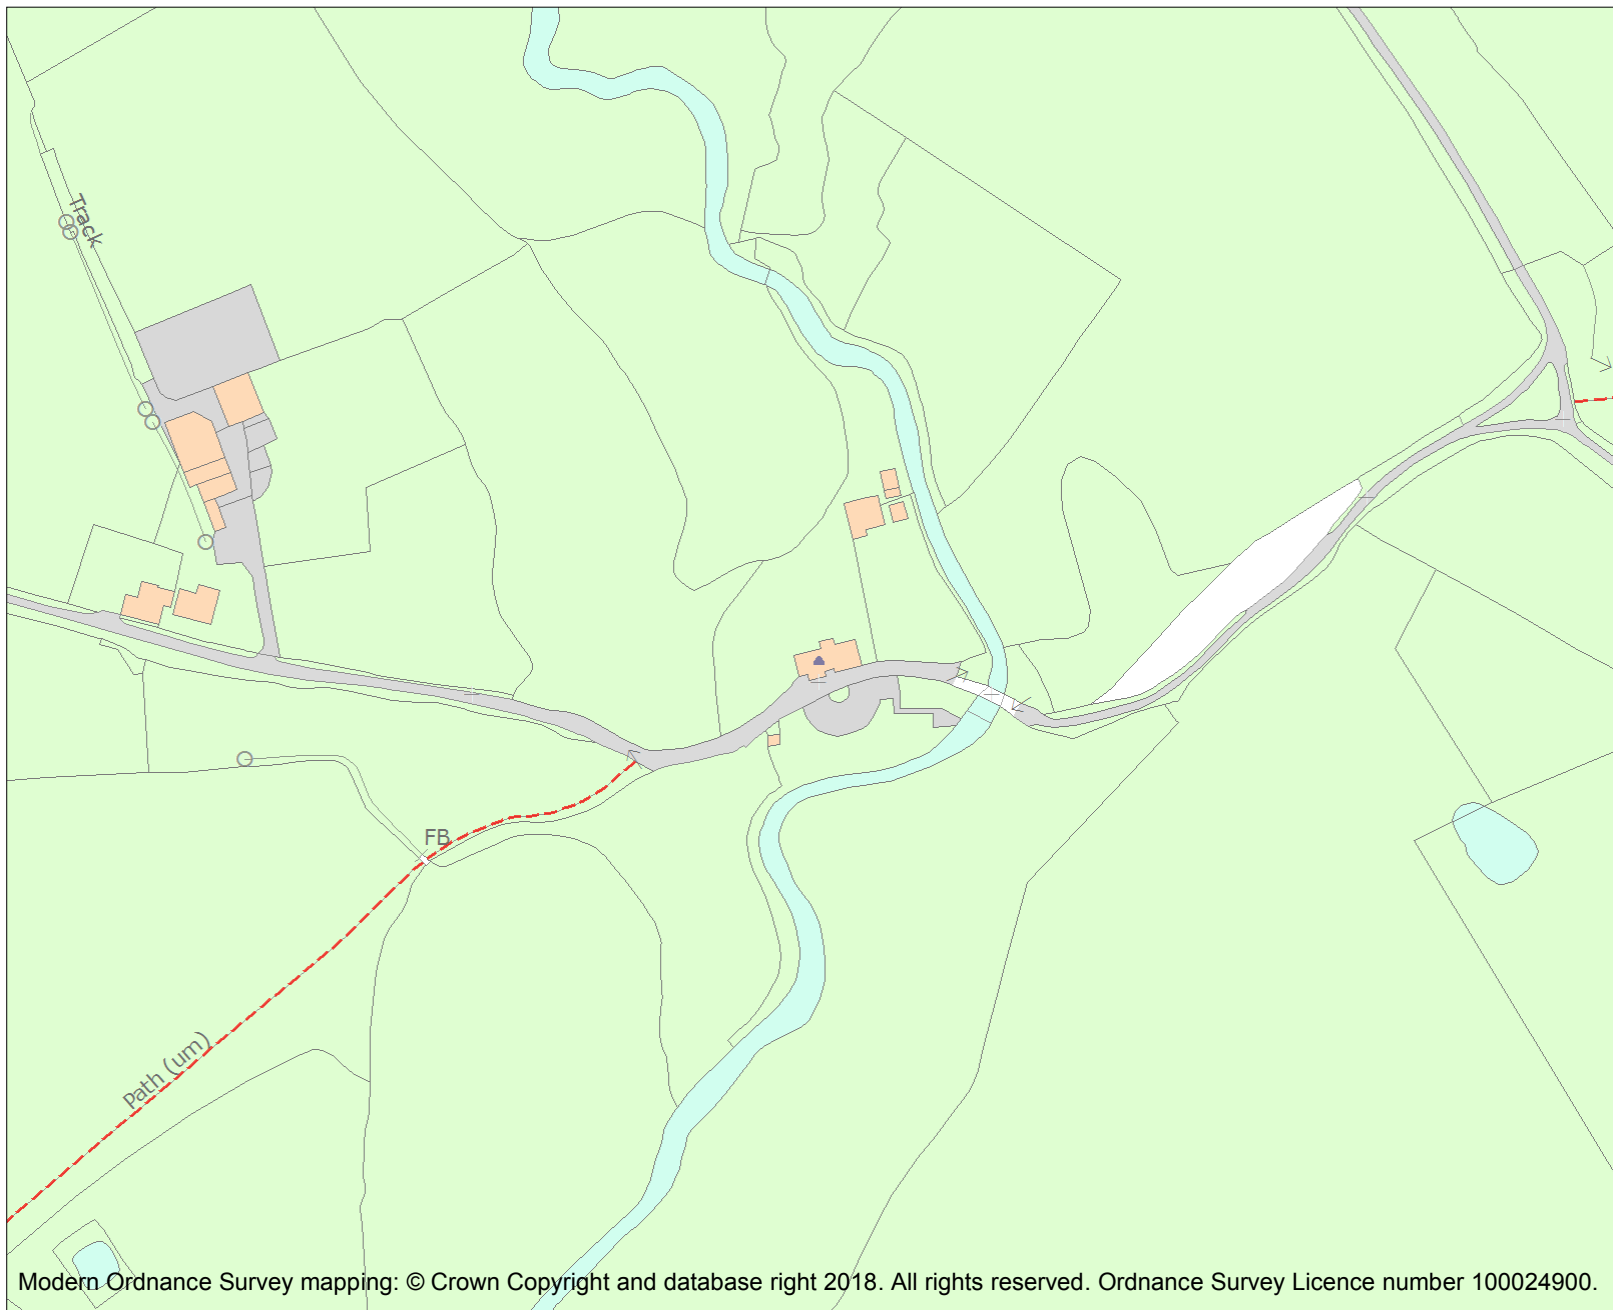 Track
FB
Path (um)
Modern Ordnance Survey mapping: © Crown Copyright and database right 2018. All rights reserved. Ordnance Survey Licence number 100024900.